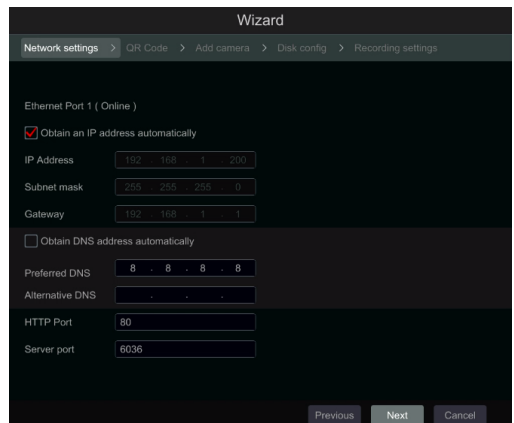 Wizard
Network settings > QR Code > Add camera > Disk config > Recording settings
Ethernet Port 1 ( Online )
Obtain an IP address automatically
IP Address 192 . 168 . 1 . 200
Subnet mask 255 . 255 . 255 . 0
Gateway 192 . 168 . 1 . 1
Obtain DNS address automatically
Preferred DNS 8 . 8 . 8 . 8
Alternative DNS . . .
HTTP Port 80
Server port 6036
Previous Next Cancel